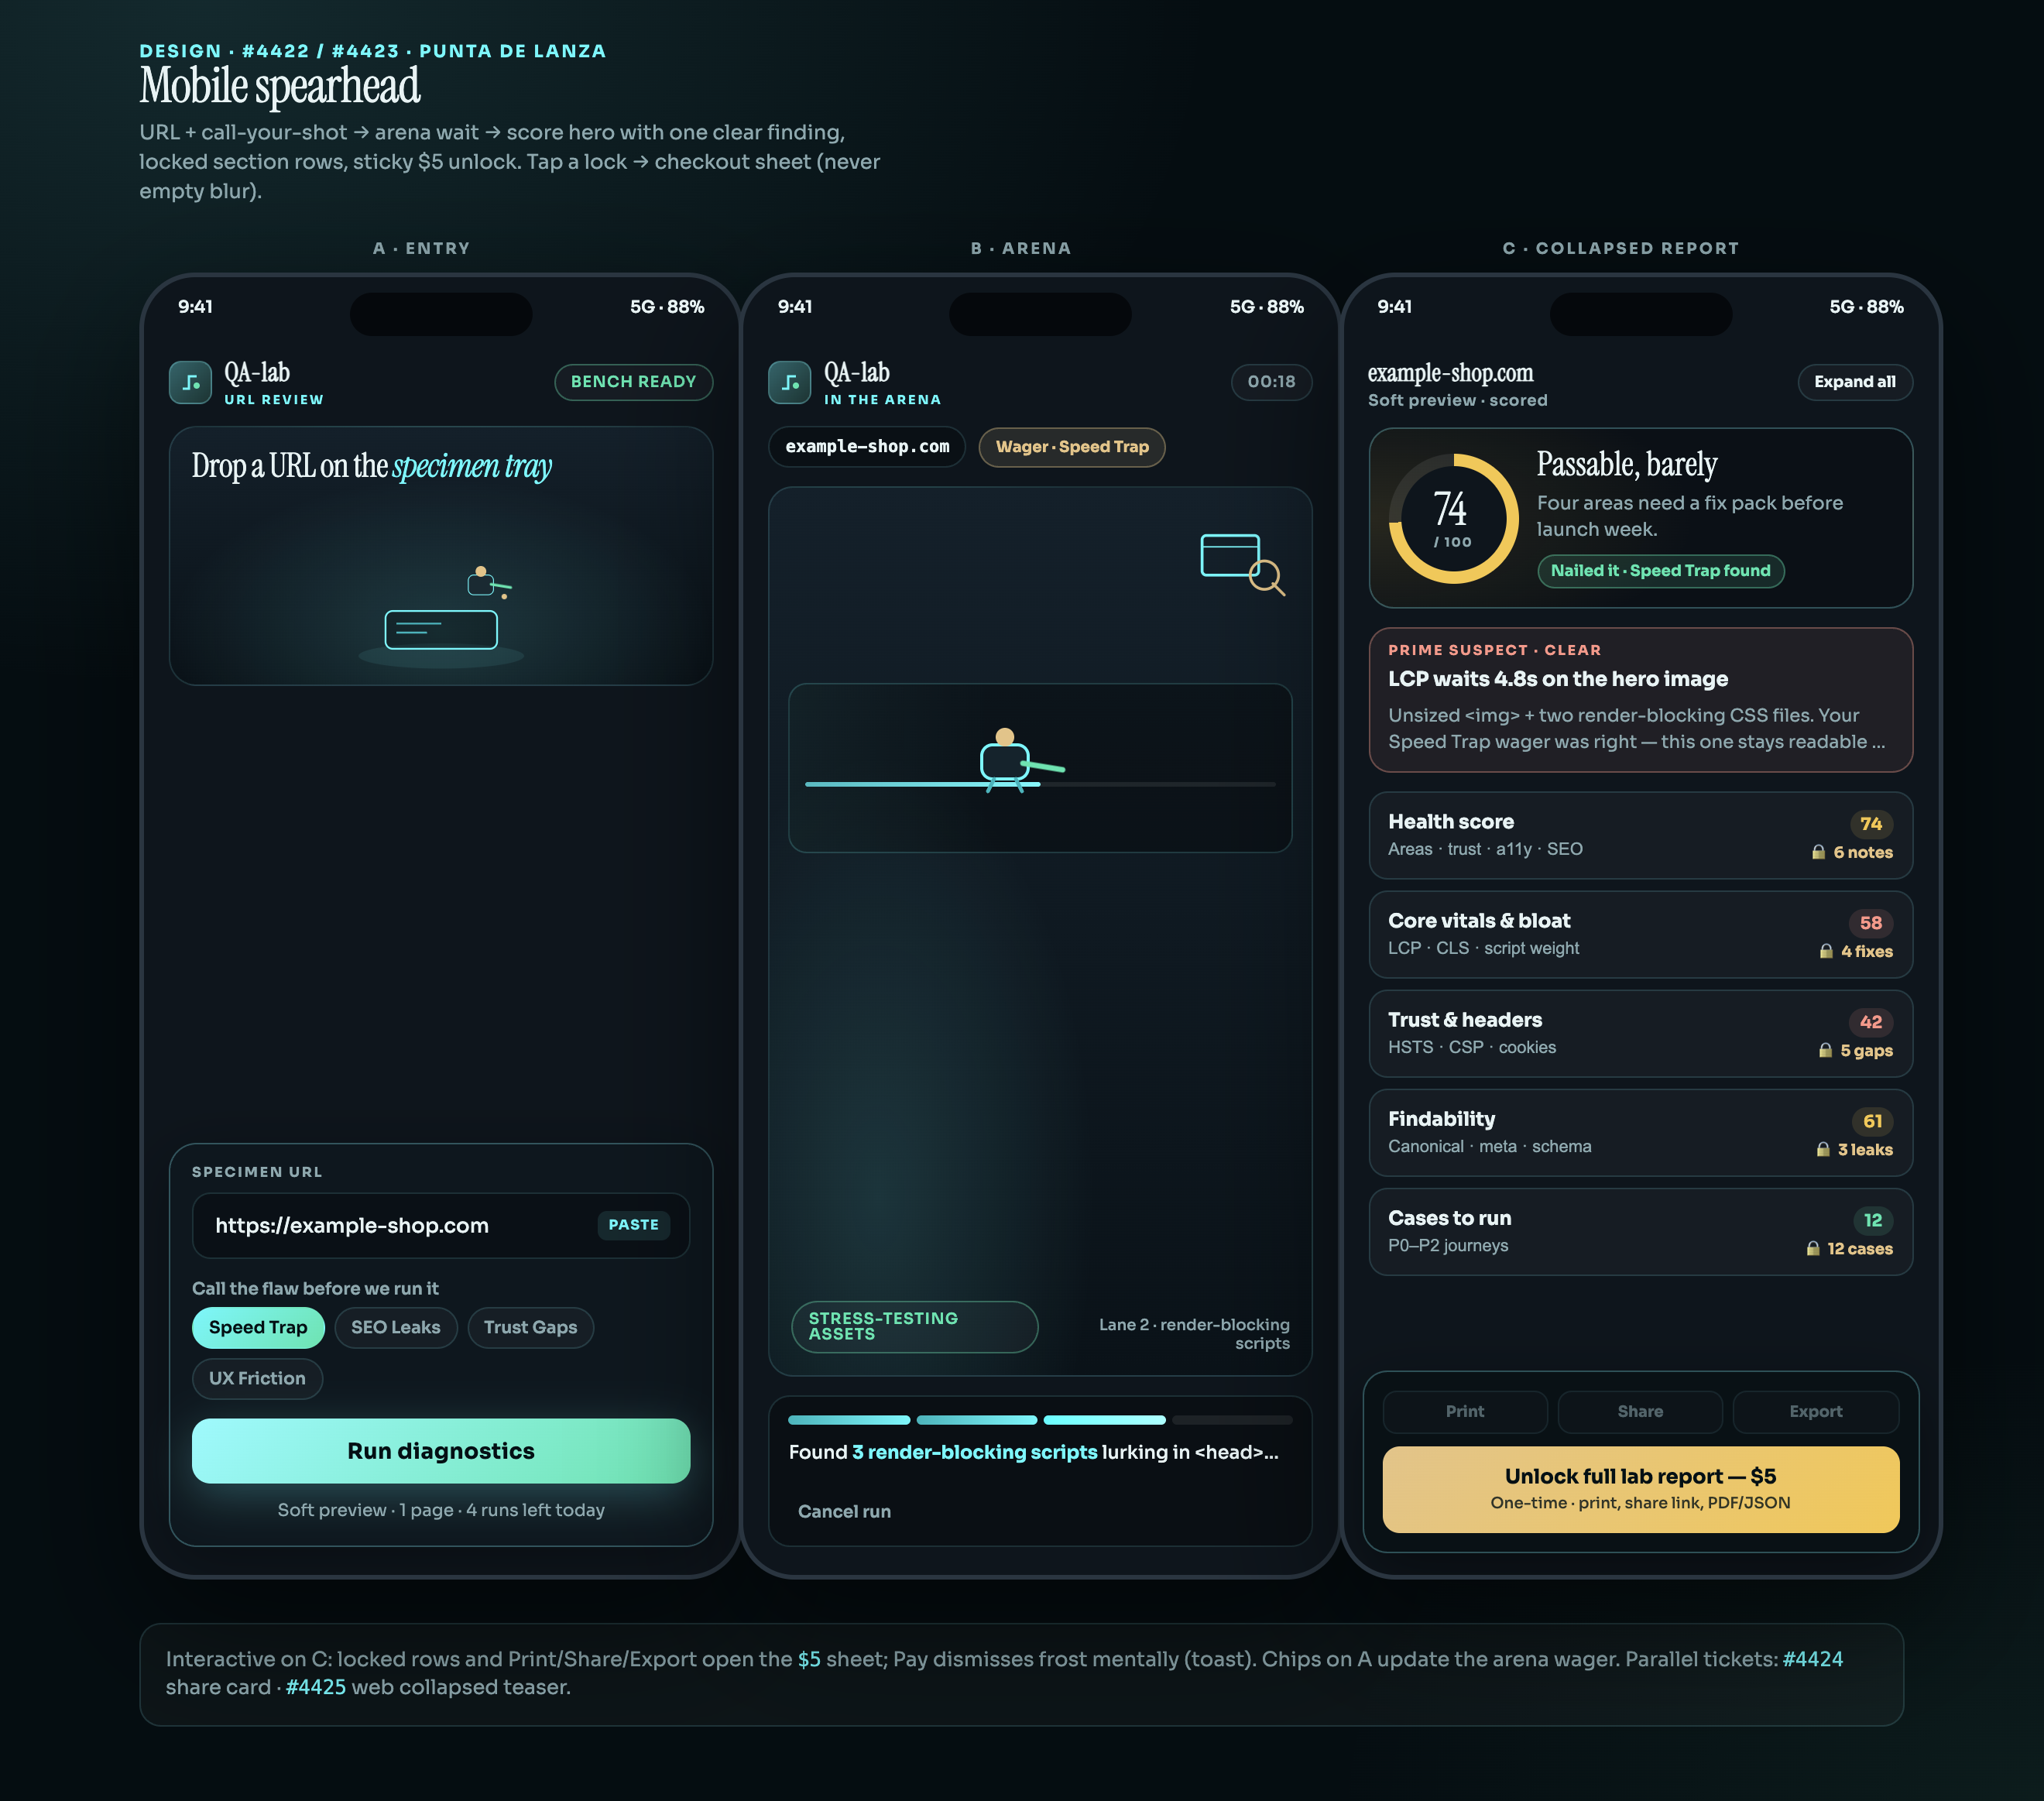 DESIGN · #4422 / #4423 · PUNTA DE LANZA
Mobile spearhead
URL + call-your-shot → arena wait → score hero with one clear finding,
locked section rows, sticky $5 unlock. Tap a lock → checkout sheet (never
empty blur).
A · ENTRY
9:41
5G · 88%
QA-lab
URL REVIEW
BENCH READY
Drop a URL on the specimen tray
SPECIMEN URL
https://example-shop.com
PASTE
Call the flaw before we run it
Speed Trap
SEO Leaks
Trust Gaps
UX Friction
Run diagnostics
Soft preview · 1 page · 4 runs left today
B · ARENA
9:41
5G · 88%
QA-lab
IN THE ARENA
00:18
example-shop.com
Wager · Speed Trap
STRESS-TESTING
ASSETS
Lane 2 · render-blocking
scripts
Found 3 render-blocking scripts lurking in <head>...
Cancel run
C · COLLAPSED REPORT
9:41
5G · 88%
example-shop.com
Soft preview · scored
Expand all
74
/ 100
Passable, barely
Four areas need a fix pack before
launch week.
Nailed it · Speed Trap found
PRIME SUSPECT · CLEAR
LCP waits 4.8s on the hero image
Unsized <img> + two render-blocking CSS files. Your
Speed Trap wager was right — this one stays readable ...
Health score
Areas · trust · a11y · SEO
74
6 notes
Core vitals & bloat
LCP · CLS · script weight
58
4 fixes
Trust & headers
HSTS · CSP · cookies
42
5 gaps
Findability
Canonical · meta · schema
61
3 leaks
Cases to run
P0–P2 journeys
12
12 cases
Print
Share
Export
Unlock full lab report — $5
One-time · print, share link, PDF/JSON
Interactive on C: locked rows and Print/Share/Export open the $5 sheet; Pay dismisses frost mentally (toast). Chips on A update the arena wager. Parallel tickets: #4424
share card · #4425 web collapsed teaser.